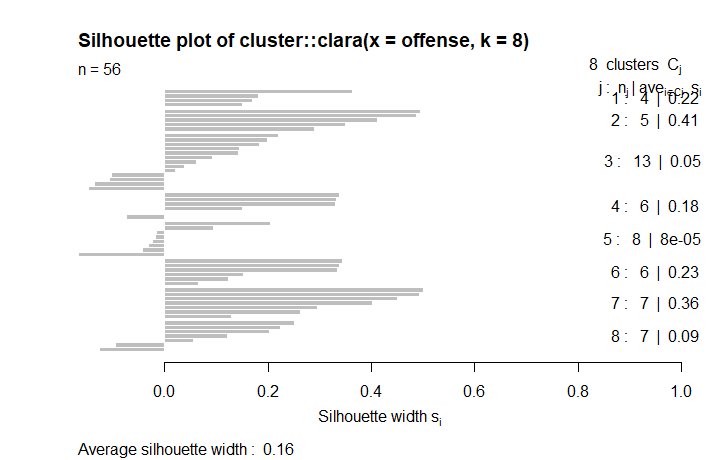 Silhouette plot of cluster::clara(x = offense, k = 8)
n = 56
8 clusters Cj
j : nj | avei∈Cj si
1 : 4 | 0.22
2 : 5 | 0.41
3 : 13 | 0.05
4 : 6 | 0.18
5 : 8 | 8e-05
6 : 6 | 0.23
7 : 7 | 0.36
8 : 7 | 0.09
0.0 0.2 0.4 0.6 0.8 1.0
Silhouette width si
Average silhouette width : 0.16